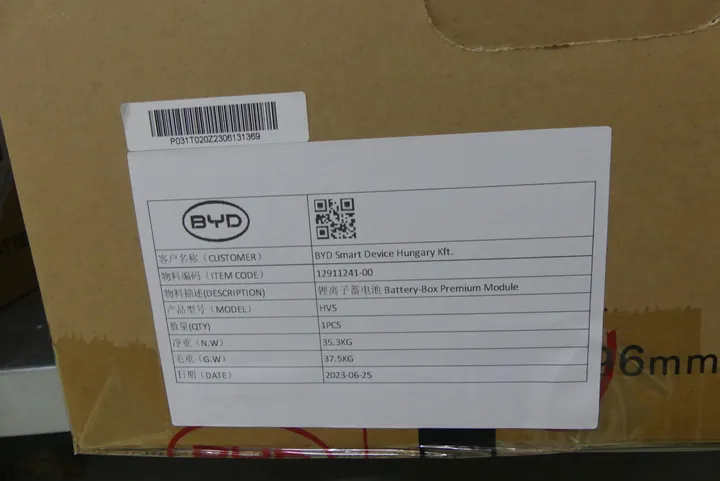 P031T020Z2306131369
BYD
客户名称（CUSTOMER） BYD Smart Device Hungary Kft.
物料编码（ITEM CODE） 12911241-00
物料描述(DESCRIPTION) 锂离子蓄电池 Battery-Box Premium Module
产品型号（MODEL） HVS
数量(QTY) 1PCS
净重（N.W） 35.3KG
毛重（G.W） 37.5KG
日期（DATE） 2023-06-25
96mm
BYD